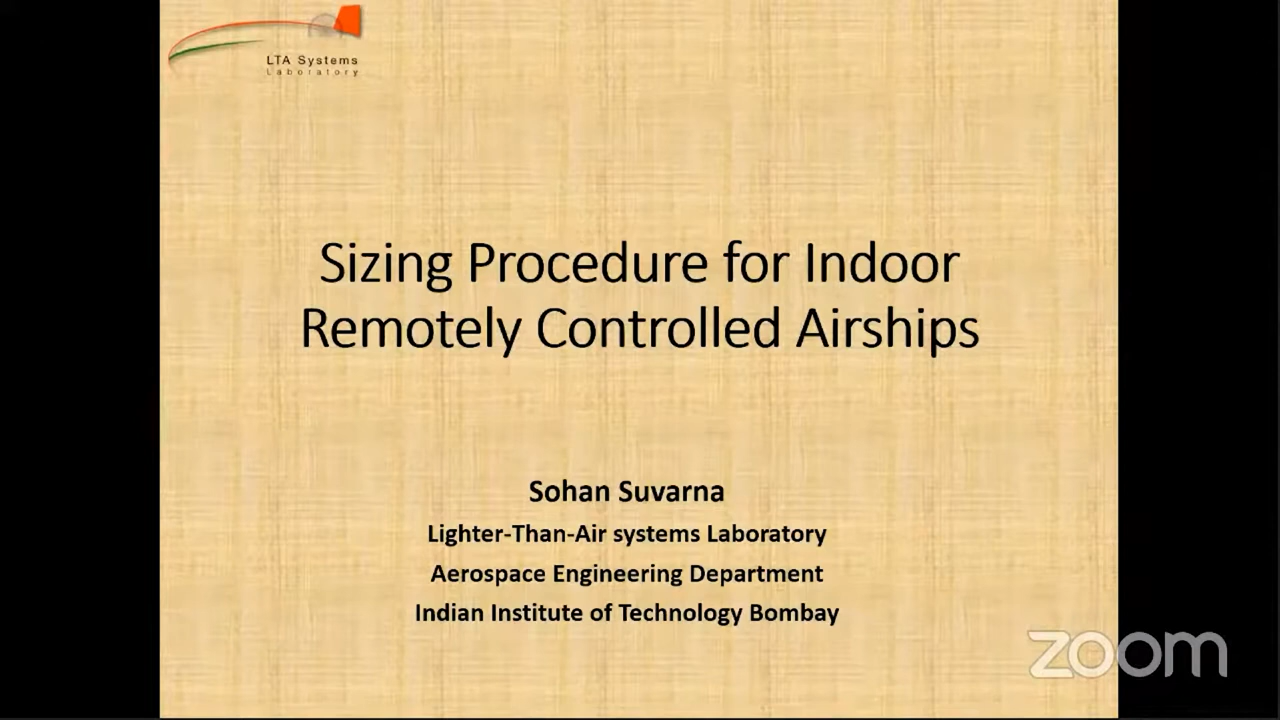 LTA Systems
Laboratory
Sizing Procedure for Indoor
Remotely Controlled Airships
Sohan Suvarna
Lighter-Than-Air systems Laboratory
Aerospace Engineering Department
Indian Institute of Technology Bombay
zoom